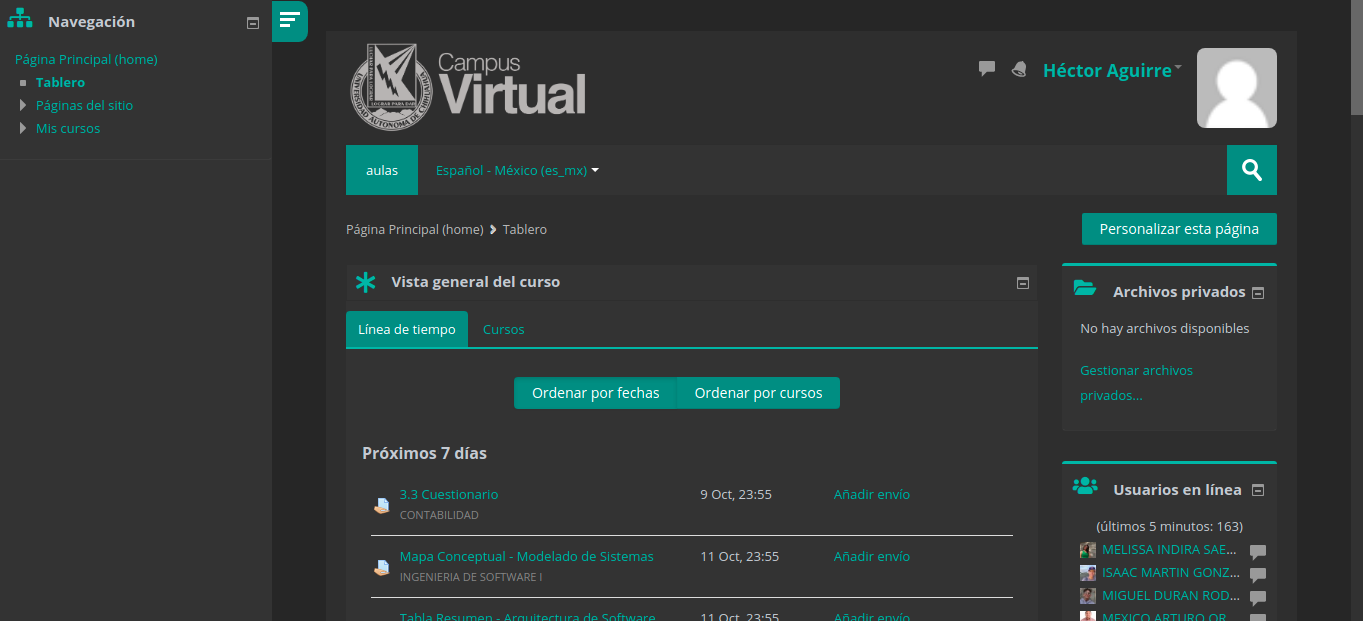 Navegación
Página Principal (home)
Tablero
Páginas del sitio
Mis cursos
Campus
Virtual
Héctor Aguirre
aulas
Español - México (es_mx)
Página Principal (home) Tablero
Personalizar esta página
Vista general del curso
Línea de tiempo Cursos
Ordenar por fechas Ordenar por cursos
Próximos 7 días
3.3 Cuestionario 9 Oct, 23:55 Añadir envío
CONTABILIDAD
Mapa Conceptual - Modelado de Sistemas 11 Oct, 23:55 Añadir envío
INGENIERIA DE SOFTWARE I
Tabla Resumen - Arquitectura de Software 11 Oct, 23:55 Añadir envío
Archivos privados
No hay archivos disponibles
Gestionar archivos
privados...
Usuarios en línea
(últimos 5 minutos: 163)
MELISSA INDIRA SAE...
ISAAC MARTIN GONZ...
MIGUEL DURAN ROD...
MEXICO ARTURO OR...